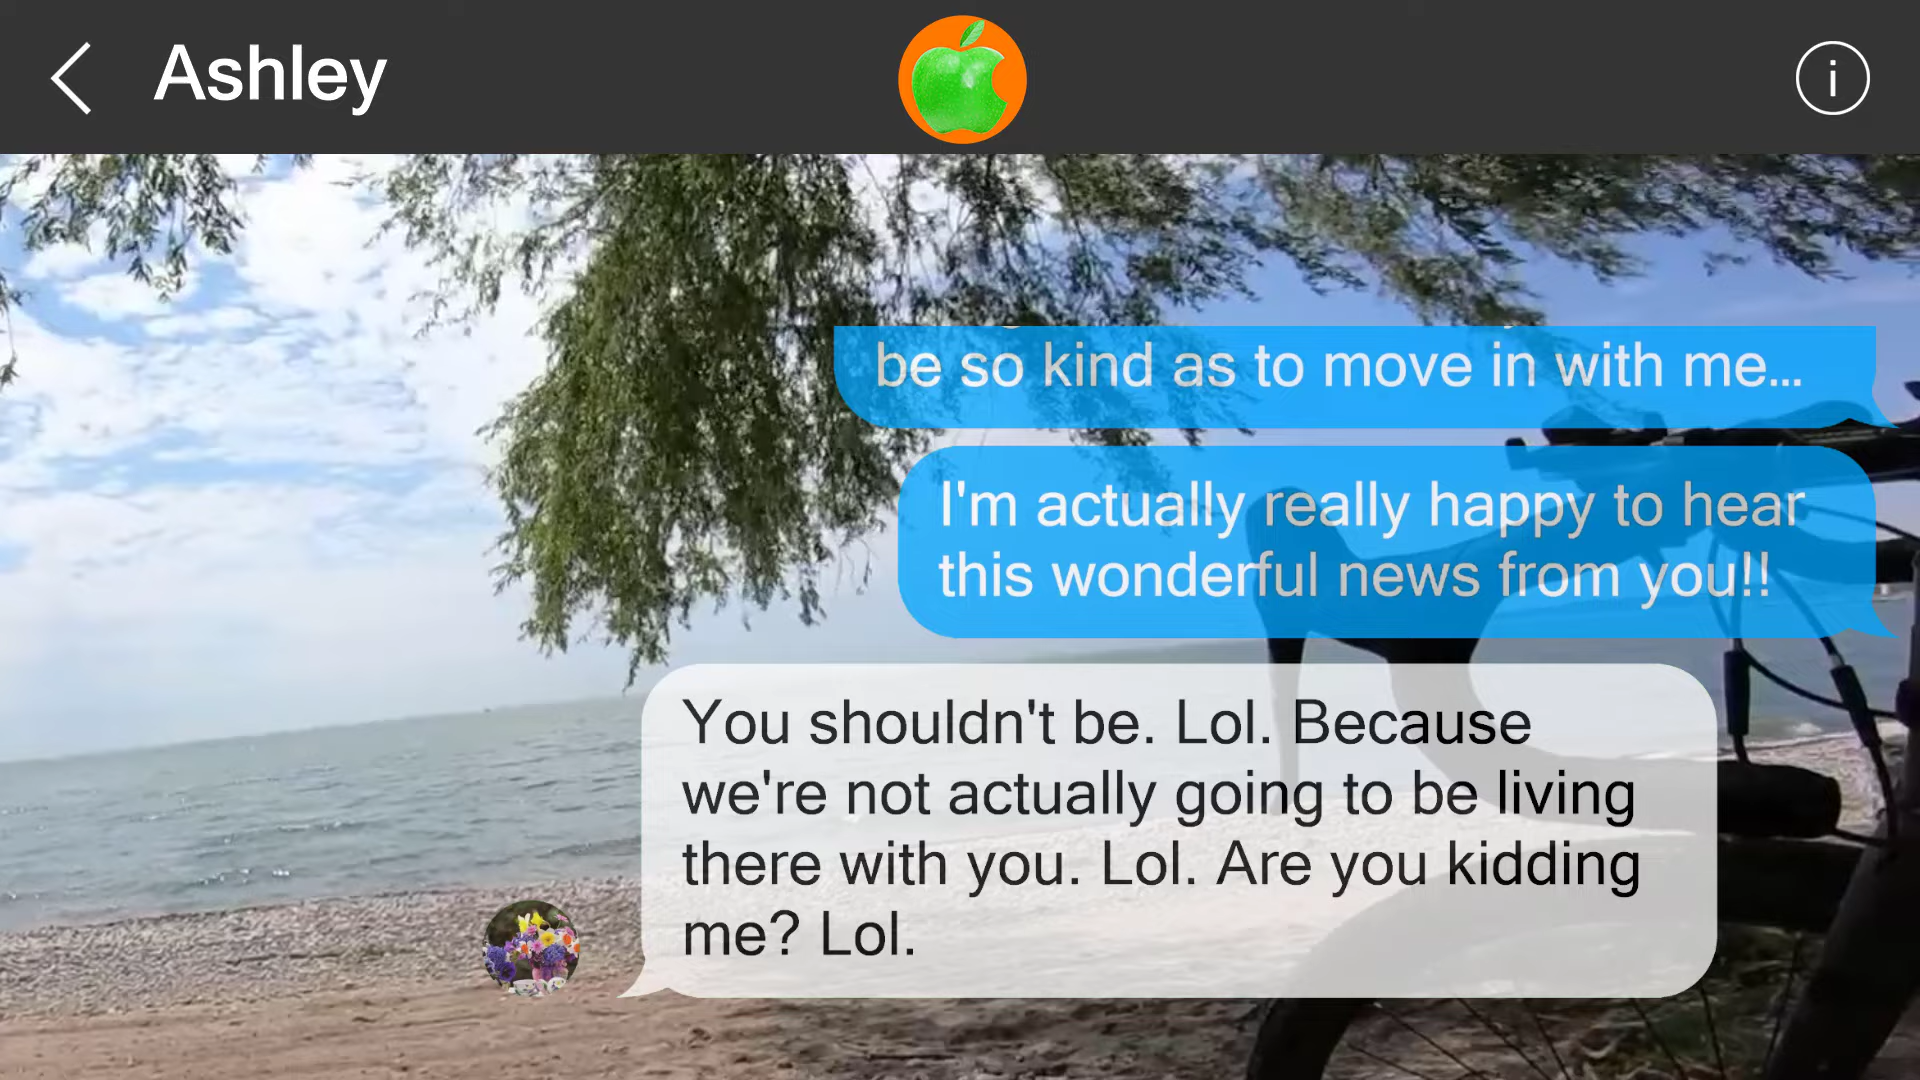 Ashley
be so kind as to move in with me...
I'm actually really happy to hear
this wonderful news from you!!
You shouldn't be. Lol. Because
we're not actually going to be living
there with you. Lol. Are you kidding
me? Lol.